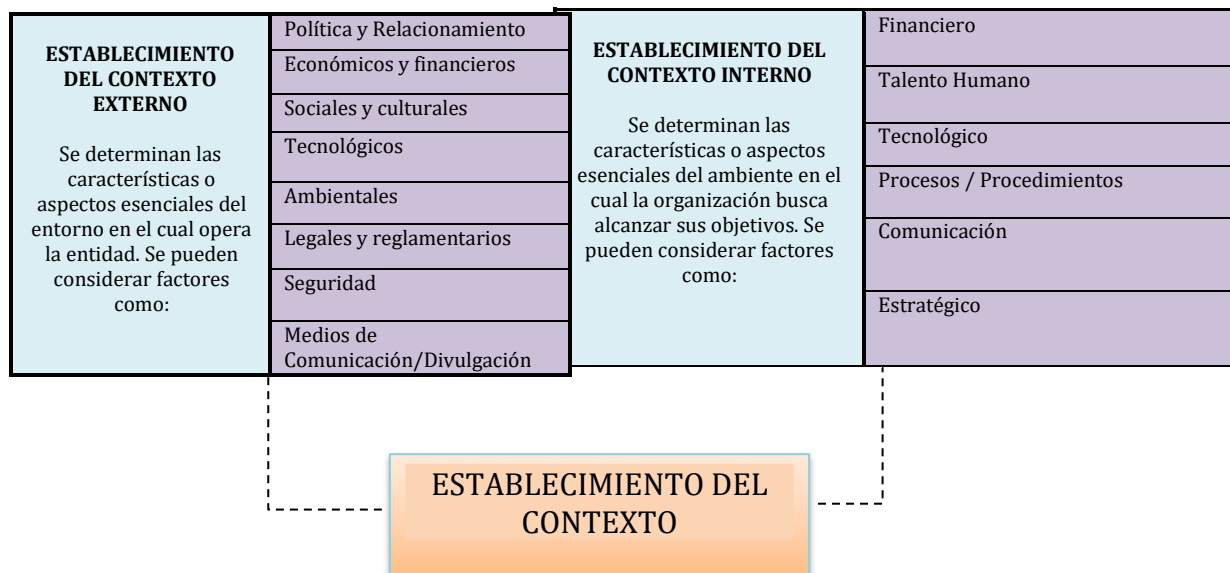 ESTABLECIMIENTO
DEL CONTEXTO
EXTERNO
Se determinan las
características o
aspectos esenciales del
entorno en el cual opera
la entidad. Se pueden
considerar factores
como:
Política y Relacionamiento
Económicos y financieros
Sociales y culturales
Tecnológicos
Ambientales
Legales y reglamentarios
Seguridad
Medios de
Comunicación/Divulgación
ESTABLECIMIENTO DEL
CONTEXTO INTERNO
Se determinan las
características o aspectos
esenciales del ambiente en el
cual la organización busca
alcanzar sus objetivos. Se
pueden considerar factores
como:
Financiero
Talento Humano
Tecnológico
Procesos / Procedimientos
Comunicación
Estratégico
ESTABLECIMIENTO DEL
CONTEXTO